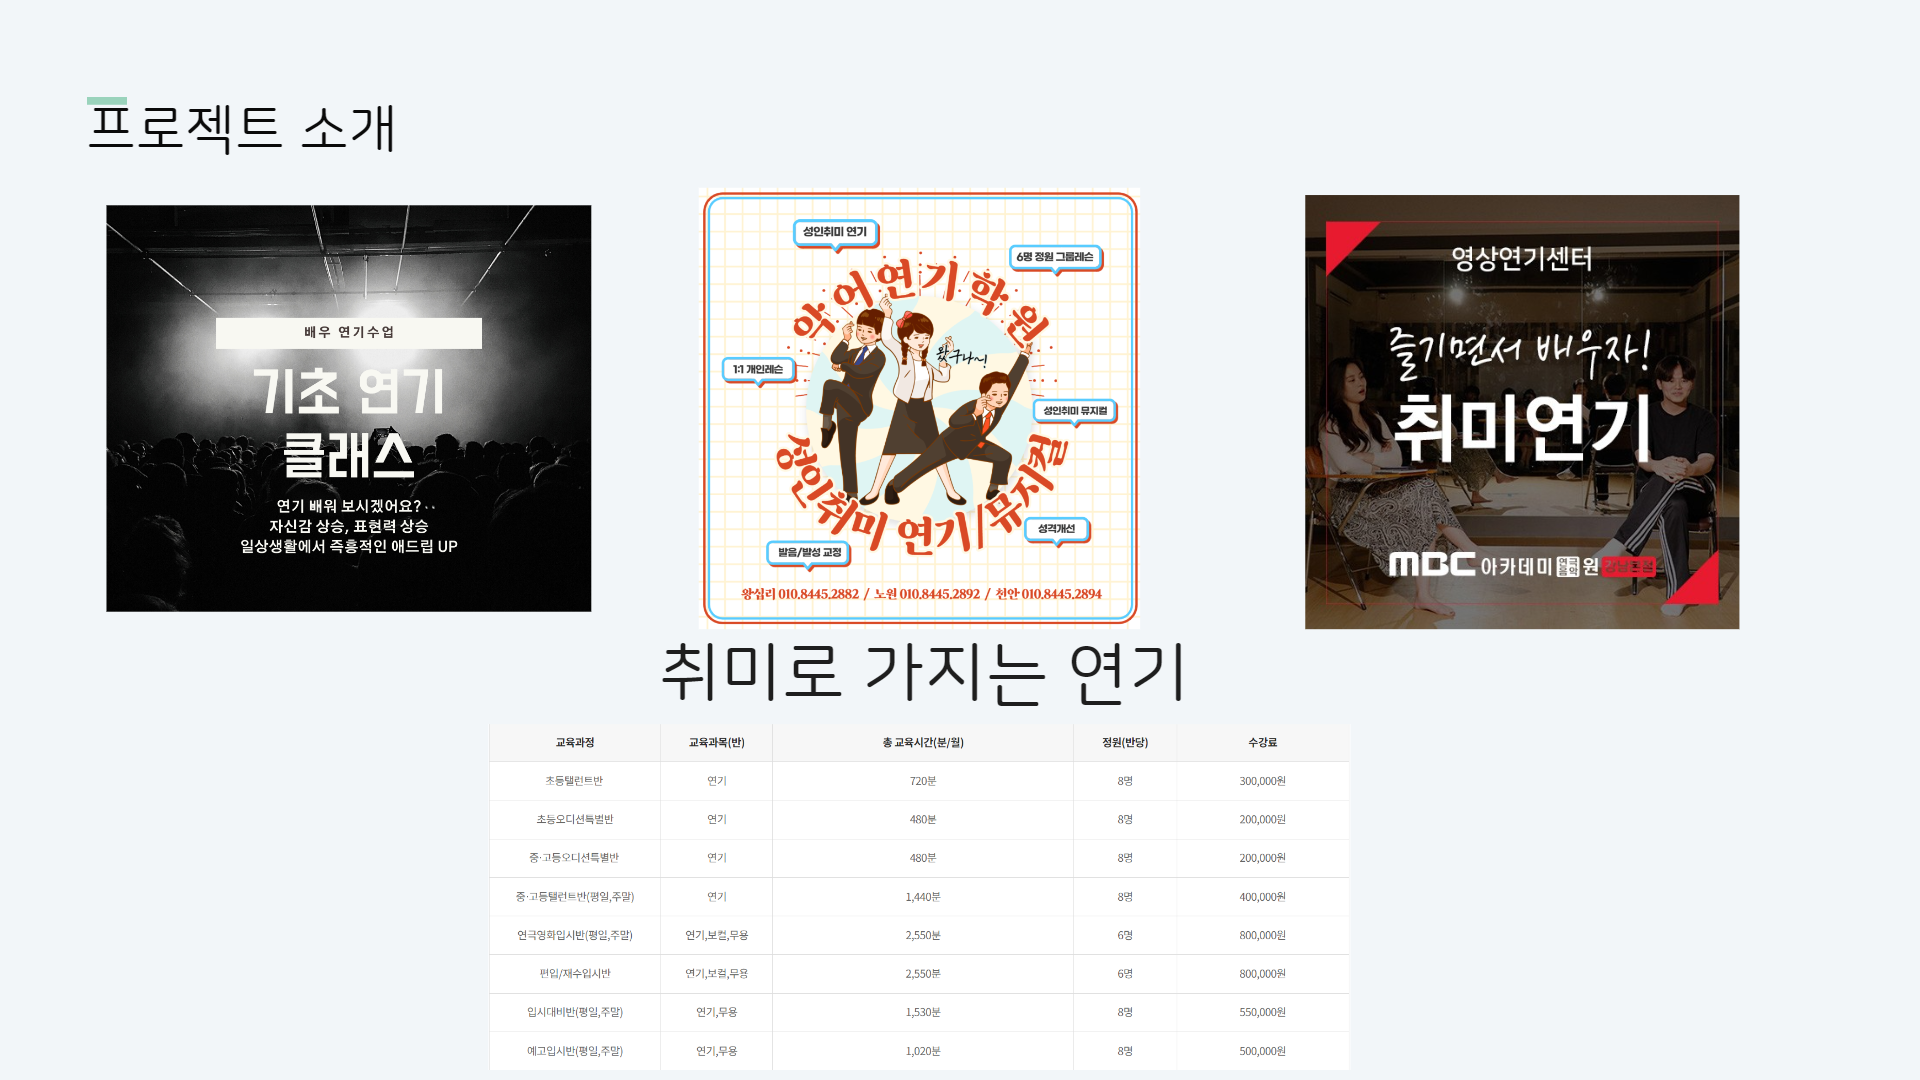 프로젝트 소개
배우 연기수업
기초 연기
클래스
연기 배워 보시겠어요?
자신감 상승, 표현력 상승
일상생활에서 즉흥적인 애드립 UP
성인취미 연기
6명 정원 그룹레슨
악어연기학원
왔구나~!
1:1 개인레슨
성인취미 뮤지컬
성인취미 연기/뮤지컬
성격개선
발음/발성 교정
왕십리 010.8445.2882 / 노원 010.8445.2892 / 천안 010.8445.2894
영상연기센터
즐기면서 배우자!
취미연기
MBC 아카데미 연극음악 원 강남본점
취미로 가지는 연기
교육과정 교육과목(반) 총 교육시간(분/월) 정원(반당) 수강료
초등탤런트반 연기 720분 8명 300,000원
초등오디션특별반 연기 480분 8명 200,000원
중·고등오디션특별반 연기 480분 8명 200,000원
중·고등탤런트반(평일,주말) 연기 1,440분 8명 400,000원
연극영화입시반(평일,주말) 연기,보컬,무용 2,550분 6명 800,000원
편입/재수입시반 연기,보컬,무용 2,550분 6명 800,000원
입시대비반(평일,주말) 연기,무용 1,530분 8명 550,000원
예고입시반(평일,주말) 연기,무용 1,020분 8명 500,000원